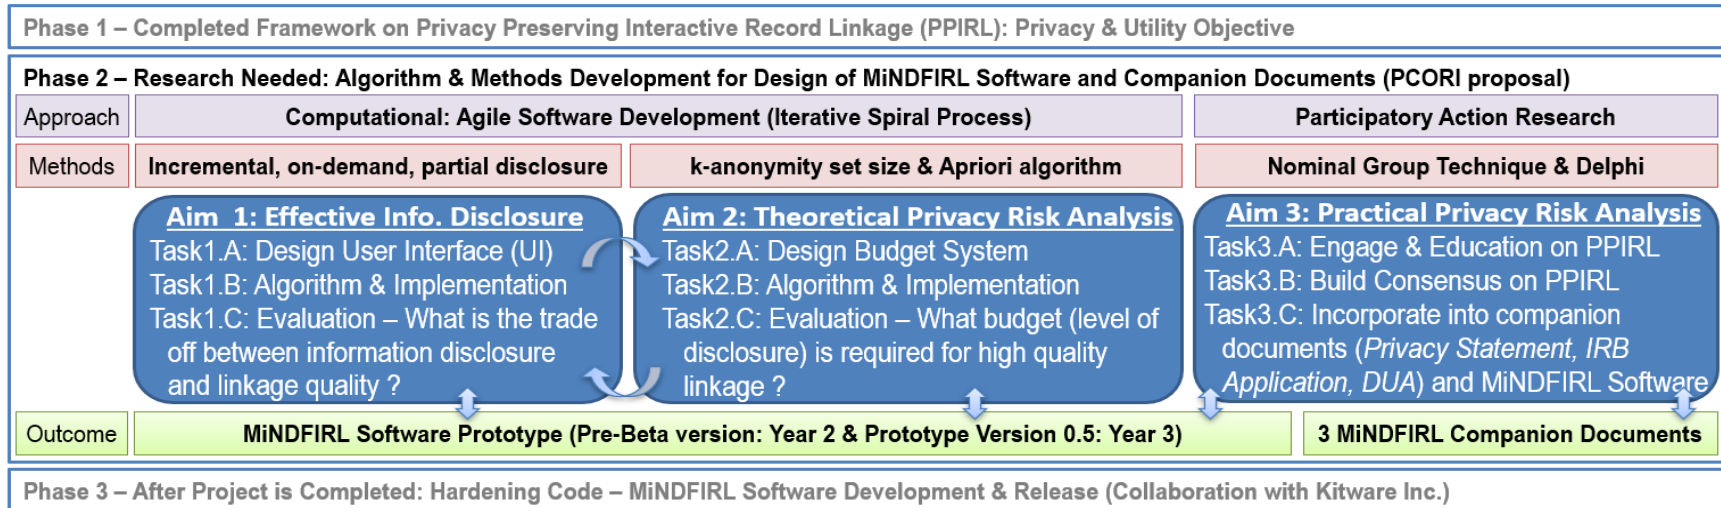 Phase 1 – Completed Framework on Privacy Preserving Interactive Record Linkage (PPIRL): Privacy & Utility Objective
Phase 2 – Research Needed: Algorithm & Methods Development for Design of MiNDFIRL Software and Companion Documents (PCORI proposal)
Approach
Computational: Agile Software Development (Iterative Spiral Process)
Participatory Action Research
Methods
Incremental, on-demand, partial disclosure
k-anonymity set size & Apriori algorithm
Nominal Group Technique & Delphi
Aim 1: Effective Info. Disclosure
Task1.A: Design User Interface (UI)
Task1.B: Algorithm & Implementation
Task1.C: Evaluation – What is the trade
off between information disclosure
and linkage quality ?
Aim 2: Theoretical Privacy Risk Analysis
Task2.A: Design Budget System
Task2.B: Algorithm & Implementation
Task2.C: Evaluation – What budget (level of
disclosure) is required for high quality
linkage ?
Aim 3: Practical Privacy Risk Analysis
Task3.A: Engage & Education on PPIRL
Task3.B: Build Consensus on PPIRL
Task3.C: Incorporate into companion
documents (Privacy Statement, IRB
Application, DUA) and MiNDFIRL Software
Outcome
MiNDFIRL Software Prototype (Pre-Beta version: Year 2 & Prototype Version 0.5: Year 3)
3 MiNDFIRL Companion Documents
Phase 3 – After Project is Completed: Hardening Code – MiNDFIRL Software Development & Release (Collaboration with Kitware Inc.)